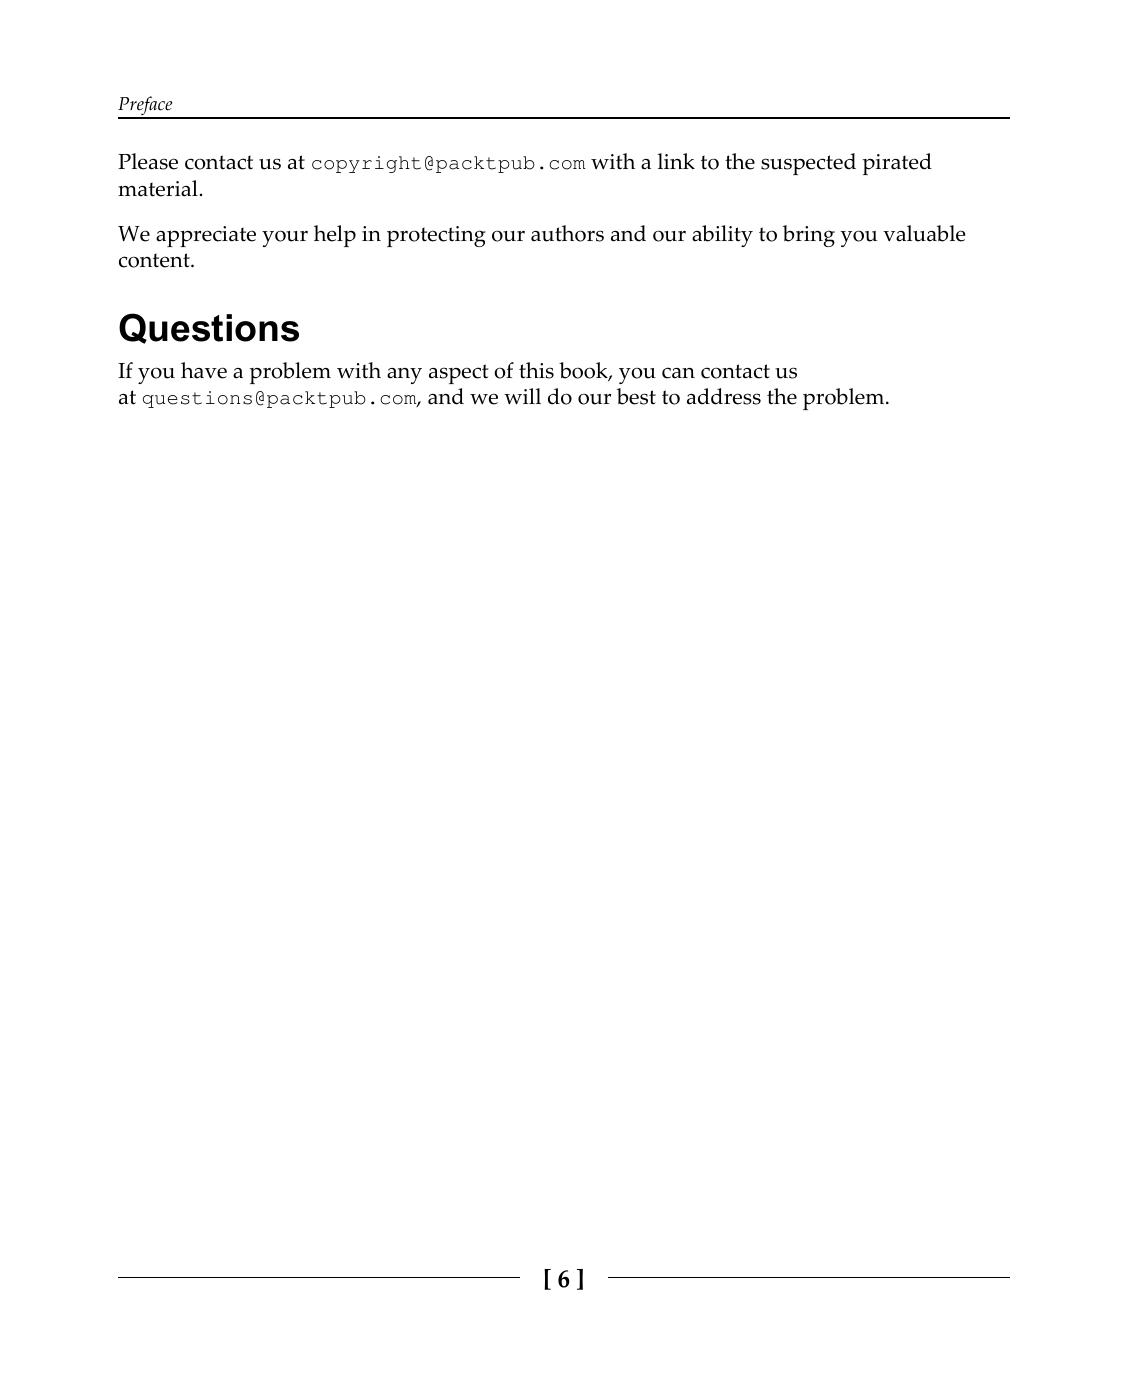 Preface
Please contact us at copyright@packtpub.com with a link to the suspected pirated
material.
We appreciate your help in protecting our authors and our ability to bring you valuable
content.
Questions
If you have a problem with any aspect of this book, you can contact us
at questions@packtpub.com, and we will do our best to address the problem.
[ 6 ]